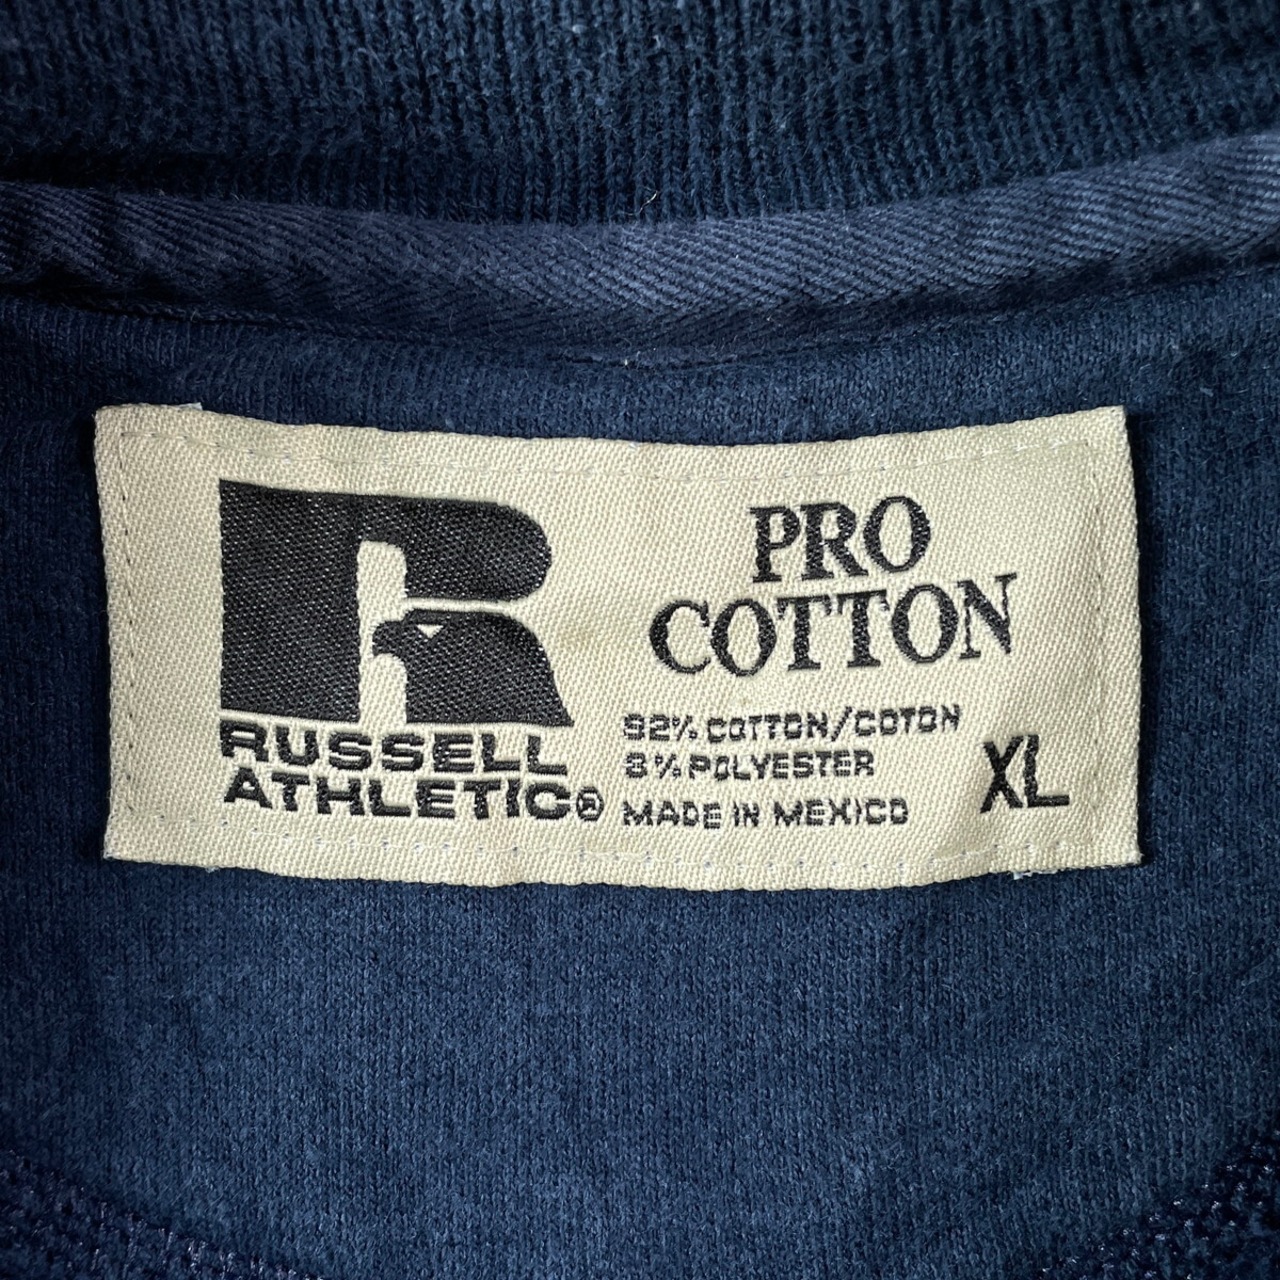 PRO
COTTON
RUSSELL
ATHLETIC®
92% COTTON/COTON
8% POLYESTER
MADE IN MEXICO
XL